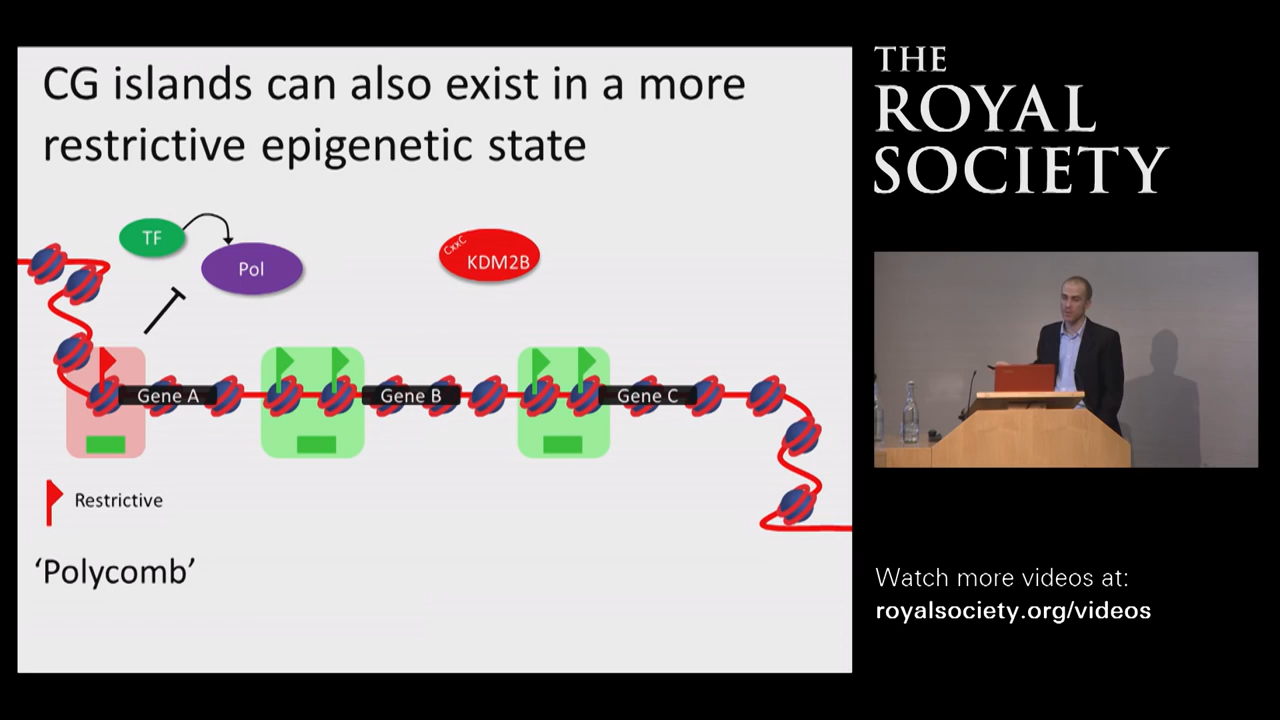 CG islands can also exist in a more
restrictive epigenetic state
TF
Pol
CxxC
KDM2B
Gene A
Gene B
Gene C
Restrictive
‘Polycomb’
THE
ROYAL
SOCIETY
Watch more videos at:
royalsociety.org/videos